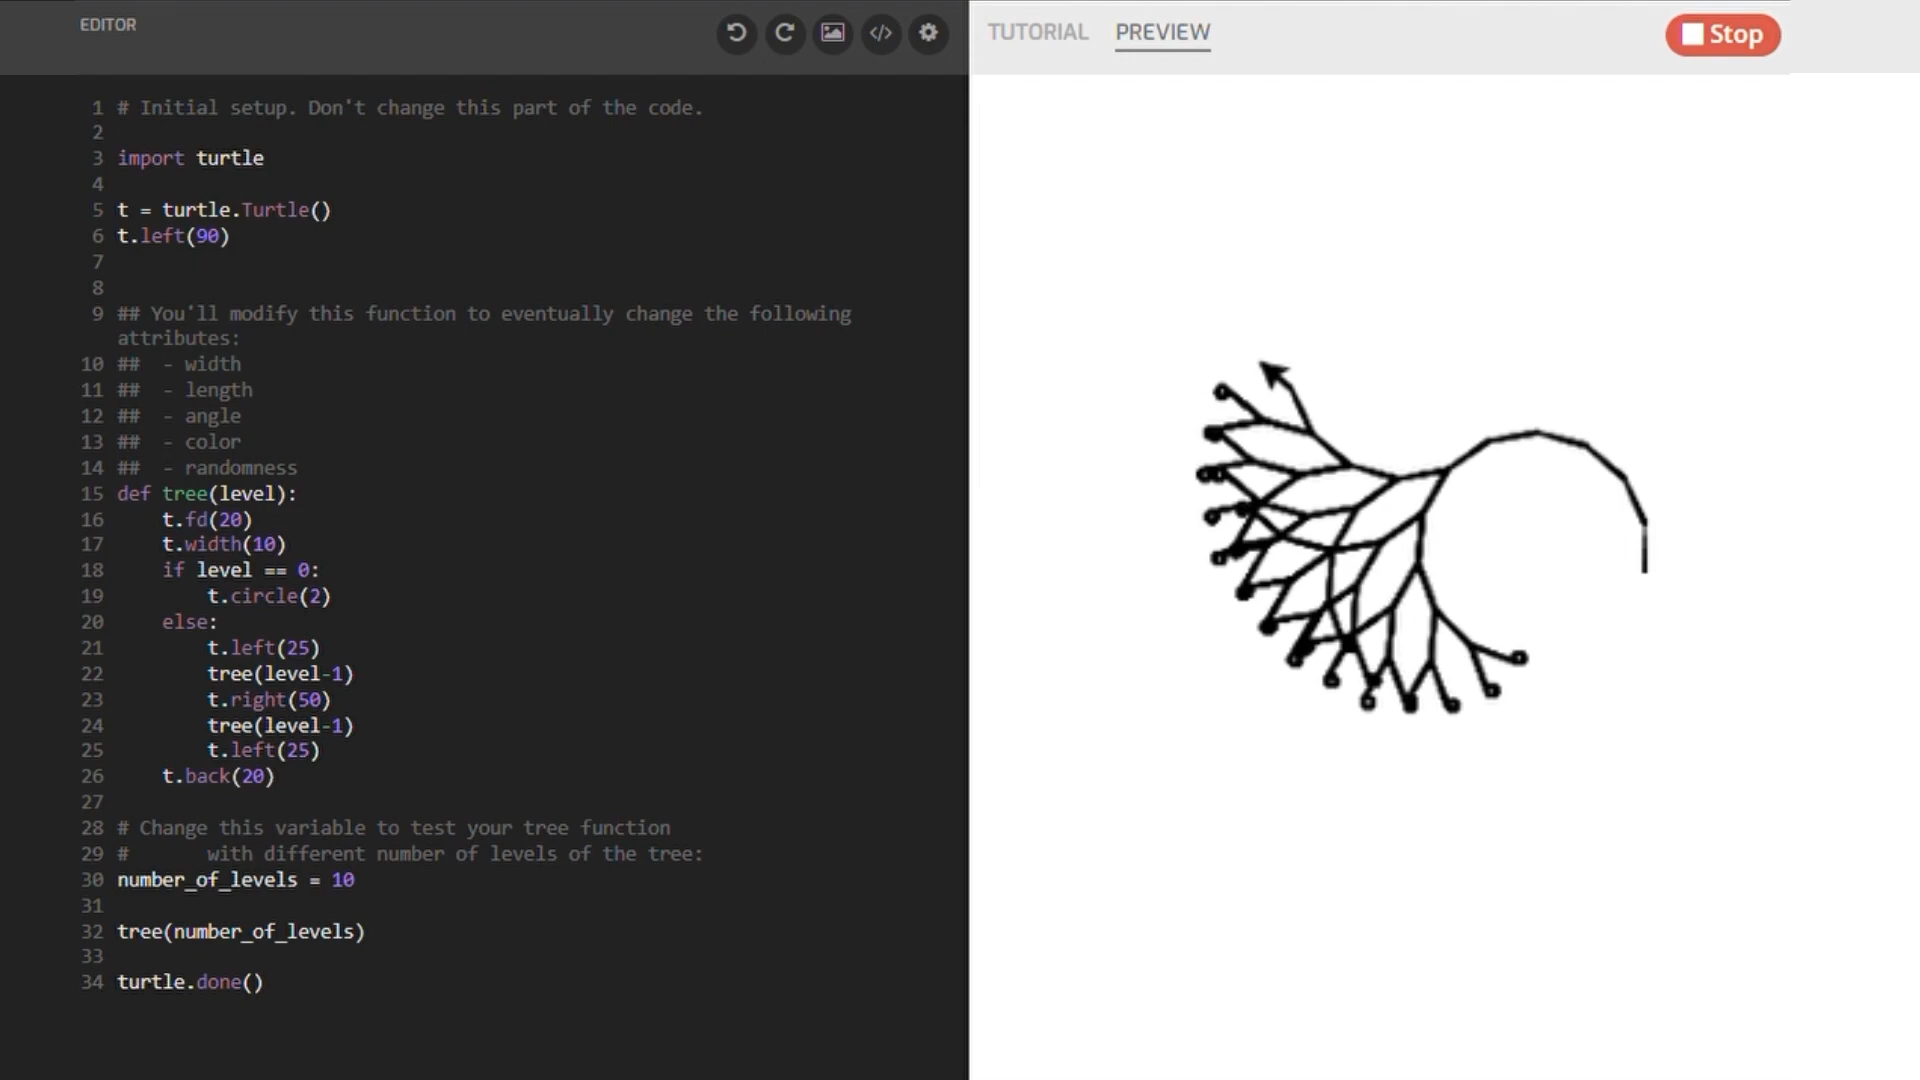 EDITOR
TUTORIAL PREVIEW
Stop
1 # Initial setup. Don't change this part of the code.
2
3 import turtle
4
5 t = turtle.Turtle()
6 t.left(90)
7
8
9 ## You'll modify this function to eventually change the following
attributes:
10 ##  - width
11 ##  - length
12 ##  - angle
13 ##  - color
14 ##  - randomness
15 def tree(level):
16     t.fd(20)
17     t.width(10)
18     if level == 0:
19         t.circle(2)
20     else:
21         t.left(25)
22         tree(level-1)
23         t.right(50)
24         tree(level-1)
25         t.left(25)
26     t.back(20)
27
28 # Change this variable to test your tree function
29 #       with different number of levels of the tree:
30 number_of_levels = 10
31
32 tree(number_of_levels)
33
34 turtle.done()